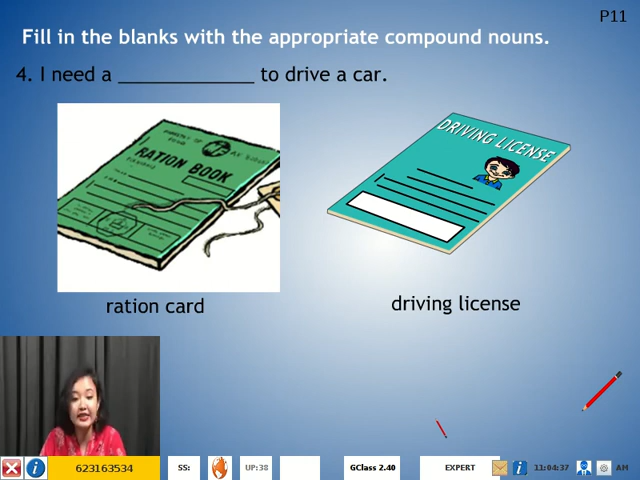 P11
Fill in the blanks with the appropriate compound nouns.
4. I need a _____________ to drive a car.
RATION BOOK
DRIVING LICENSE
ration card
driving license
623163534
SS:
UP:38
GClass 2.40
EXPERT
11:04:37
AM